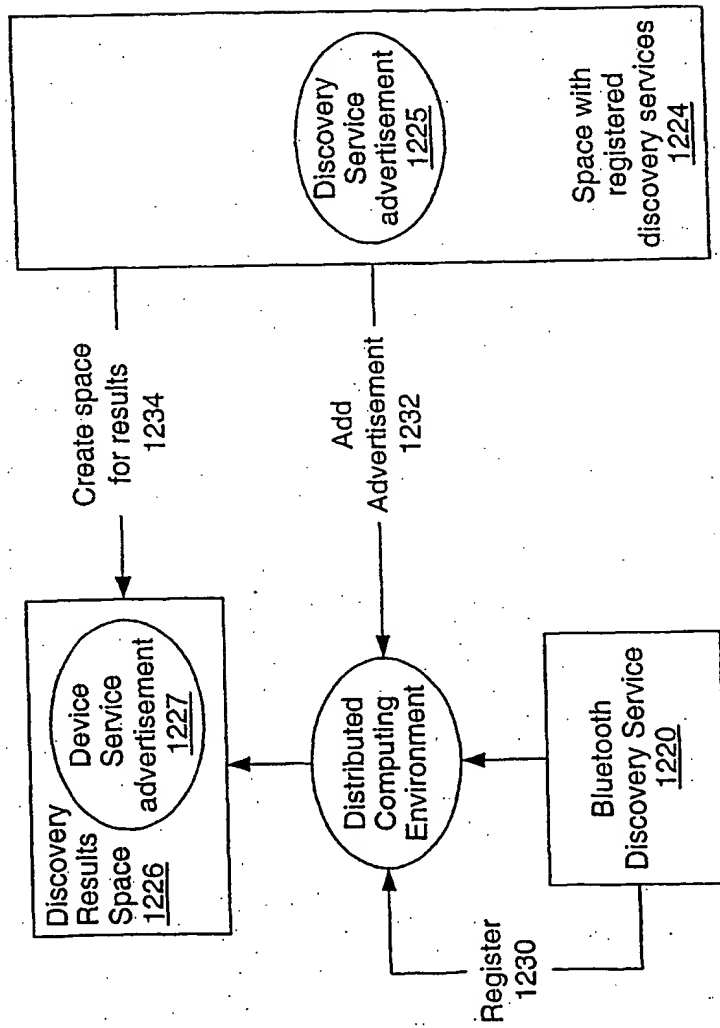 Discovery
Results
Space
1226
Device
Service
advertisement
1227
Create space
for results
1234
Discovery
Service
advertisement
1225
Space with
registered
discovery services
1224
Add
Advertisement
1232
Distributed
Computing
Environment
Register
1230
Bluetooth
Discovery Service
1220